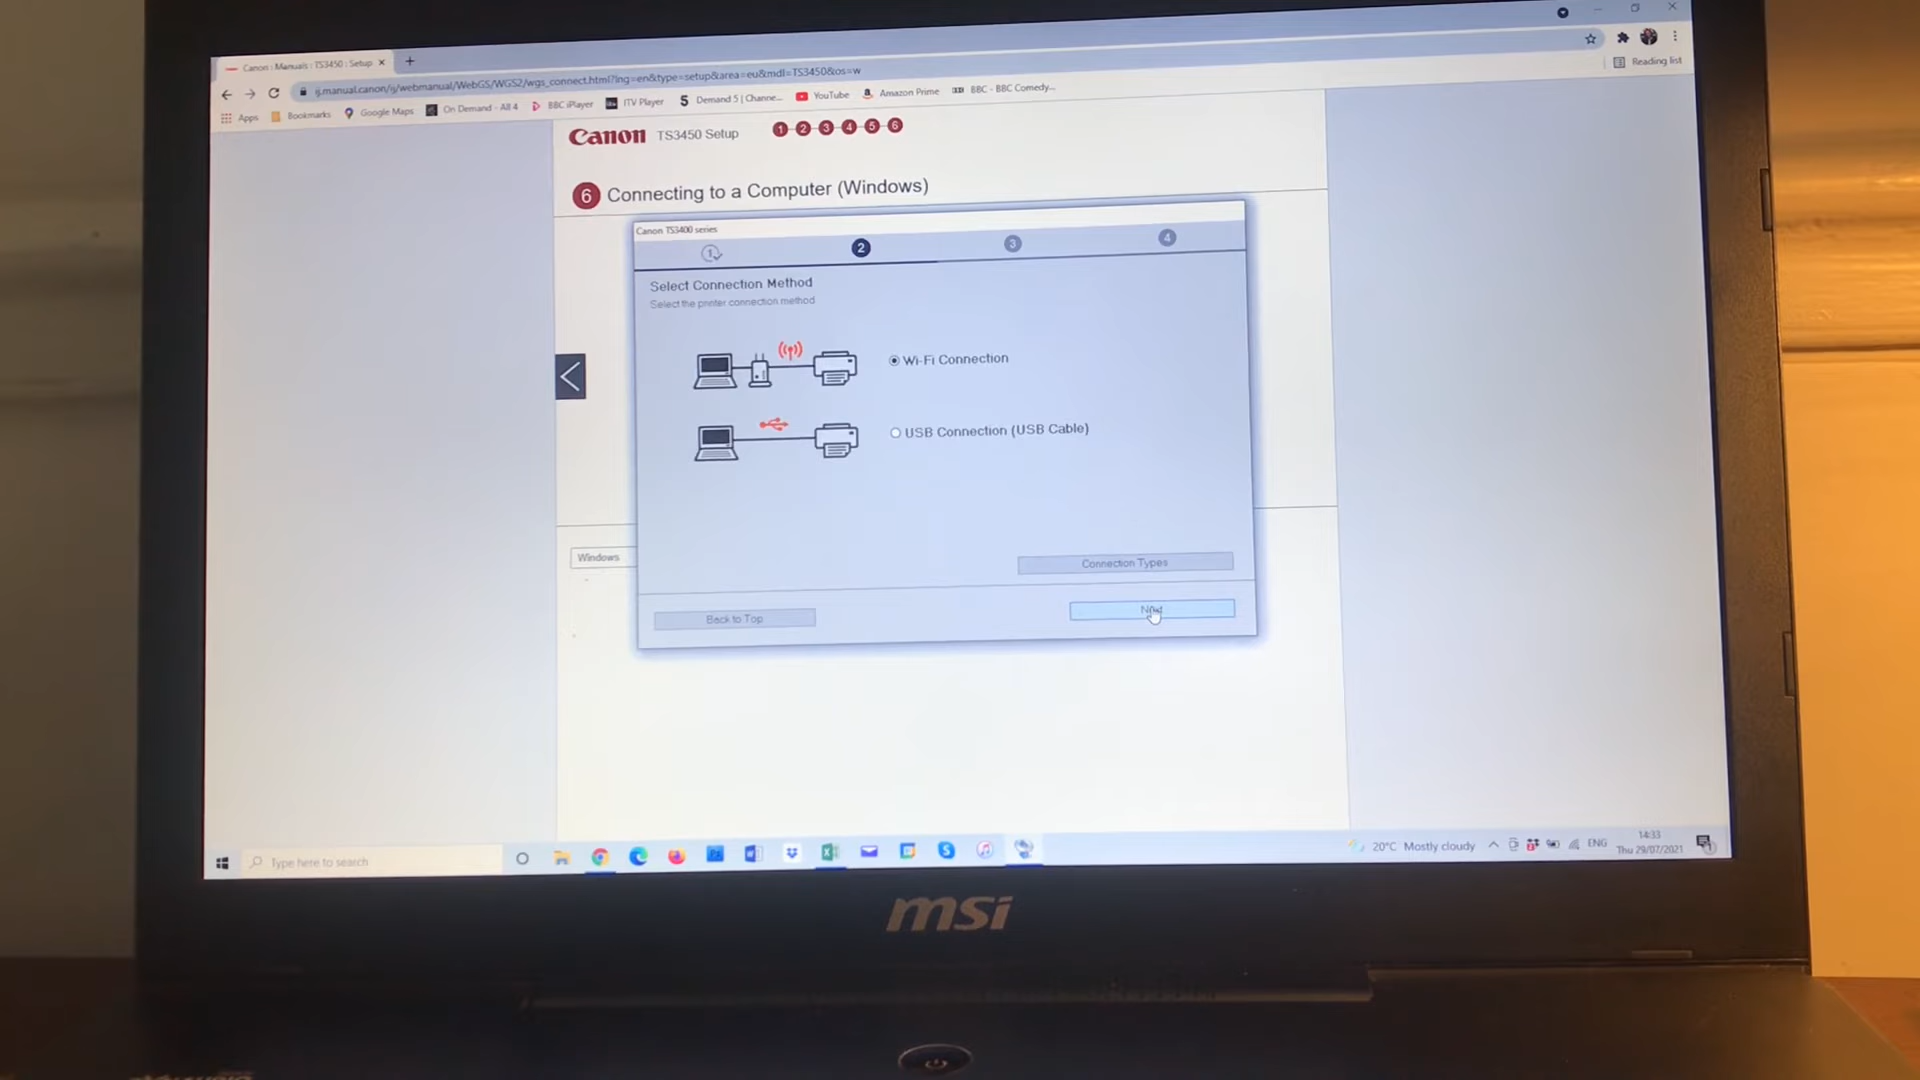 Canon : Manuals : TS3450 : Setup
ij.manual.canon/ij/webmanual/WebGS/WGS2/wgs_connect.html?lng=en&type=setup&area=eu&mdl=TS3450&os=w
Reading list
Apps
Bookmarks
Google Maps
On Demand - All 4
BBC iPlayer
ITV Player
Demand 5 | Channe...
YouTube
Amazon Prime
BBC - BBC Comedy...
Canon TS3450 Setup 1 2 3 4 5 6
6 Connecting to a Computer (Windows)
Canon TS3400 series
1 2 3 4
Select Connection Method
Select the printer connection method
Wi-Fi Connection
USB Connection (USB Cable)
Connection Types
Windows
Back to Top
Next
Type here to search
20°C Mostly cloudy
ENG
14:33
Thu 29/07/2021
msi